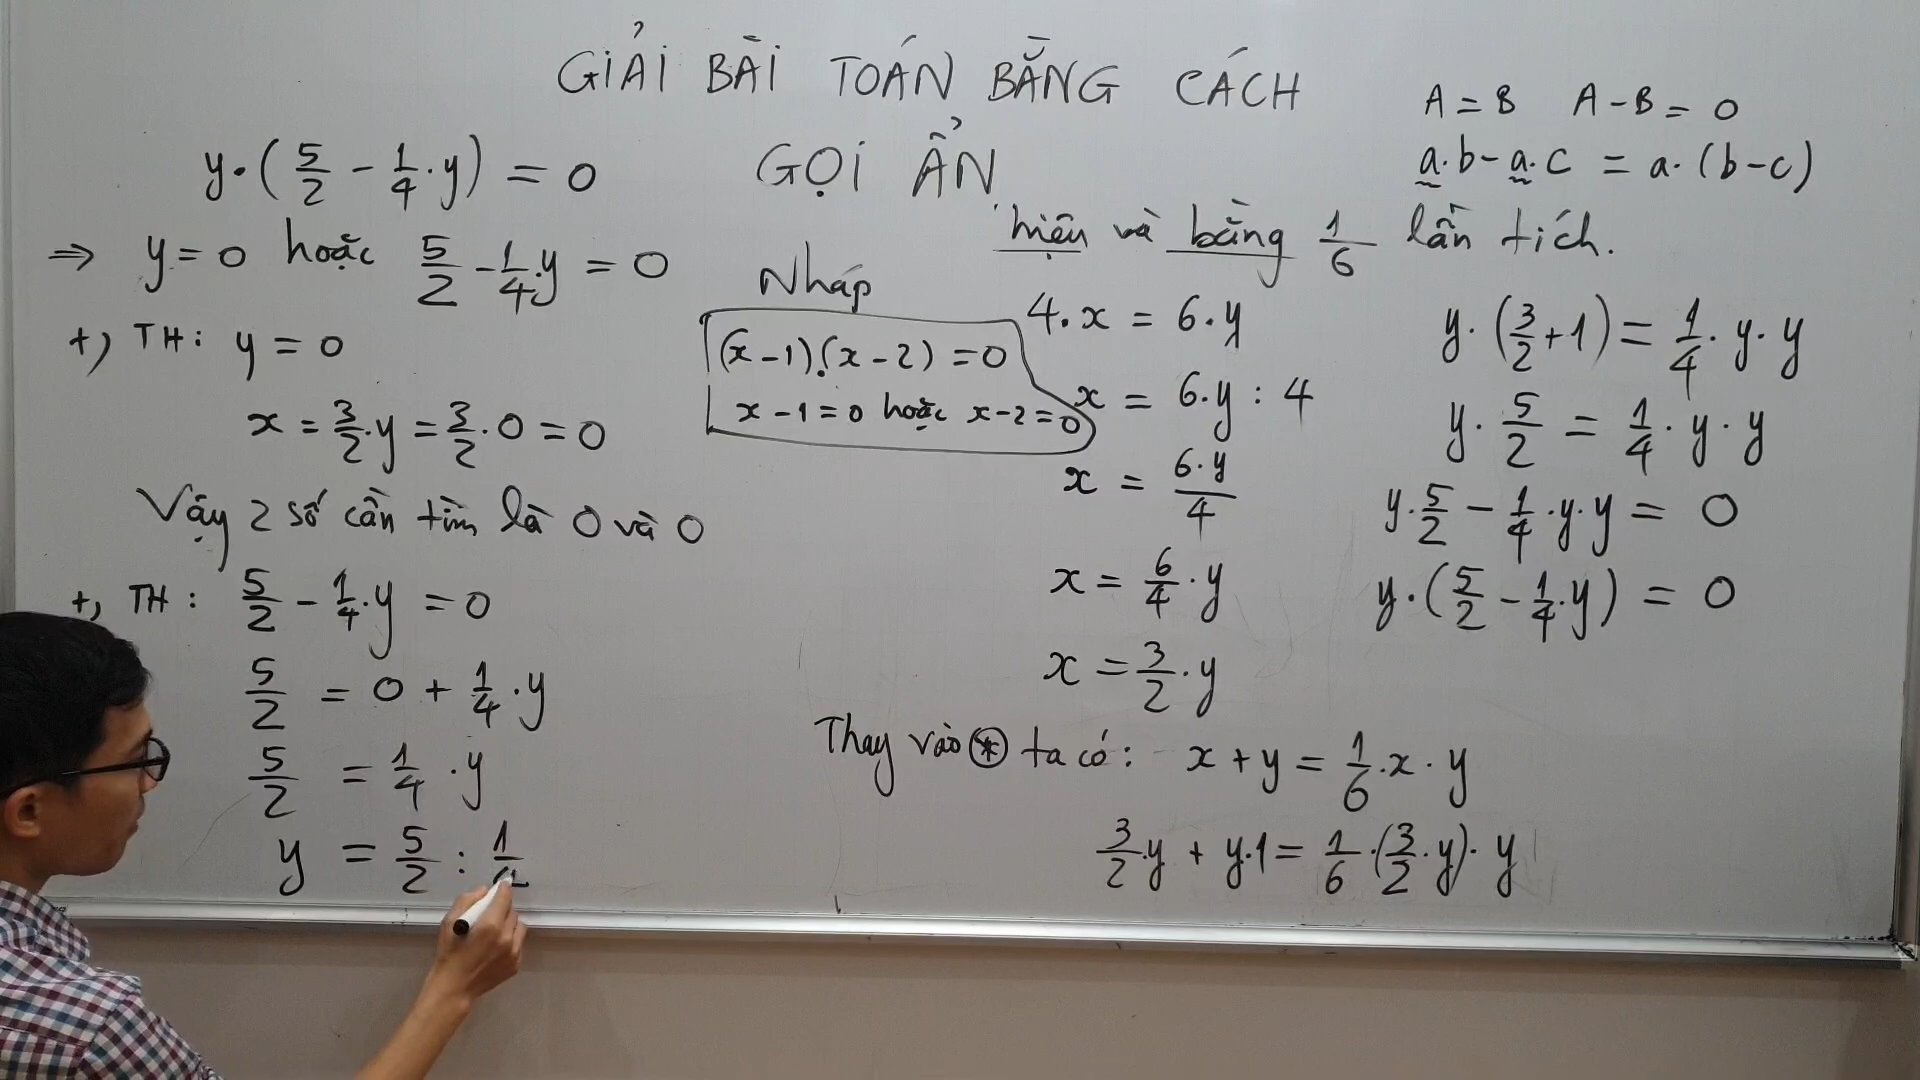 GIẢI BÀI TOÁN BẰNG CÁCH
GỌI ẨN
y·(5/2 - 1/4·y) = 0
⇒ y = 0 hoặc 5/2 - 1/4·y = 0
+, TH: y = 0
x = 3/2·y = 3/2·0 = 0
Vậy 2 số cần tìm là 0 và 0
+, TH: 5/2 - 1/4·y = 0
5/2 = 0 + 1/4·y
5/2 = 1/4·y
y = 5/2 : 1/4
Nháp
(x-1).(x-2) = 0
x-1=0 hoặc x-2=0
hiệu và bằng 1/6 lần tích.
4·x = 6·y
x = 6·y : 4
x = 6·y/4
x = 6/4·y
x = 3/2·y
Thay vào (*) ta có: x + y = 1/6·x·y
3/2·y + y·1 = 1/6·(3/2·y)·y
A = B A - B = 0
a·b - a·c = a·(b-c)
y·(3/2+1) = 1/4·y·y
y·5/2 = 1/4·y·y
y·5/2 - 1/4·y·y = 0
y·(5/2 - 1/4·y) = 0